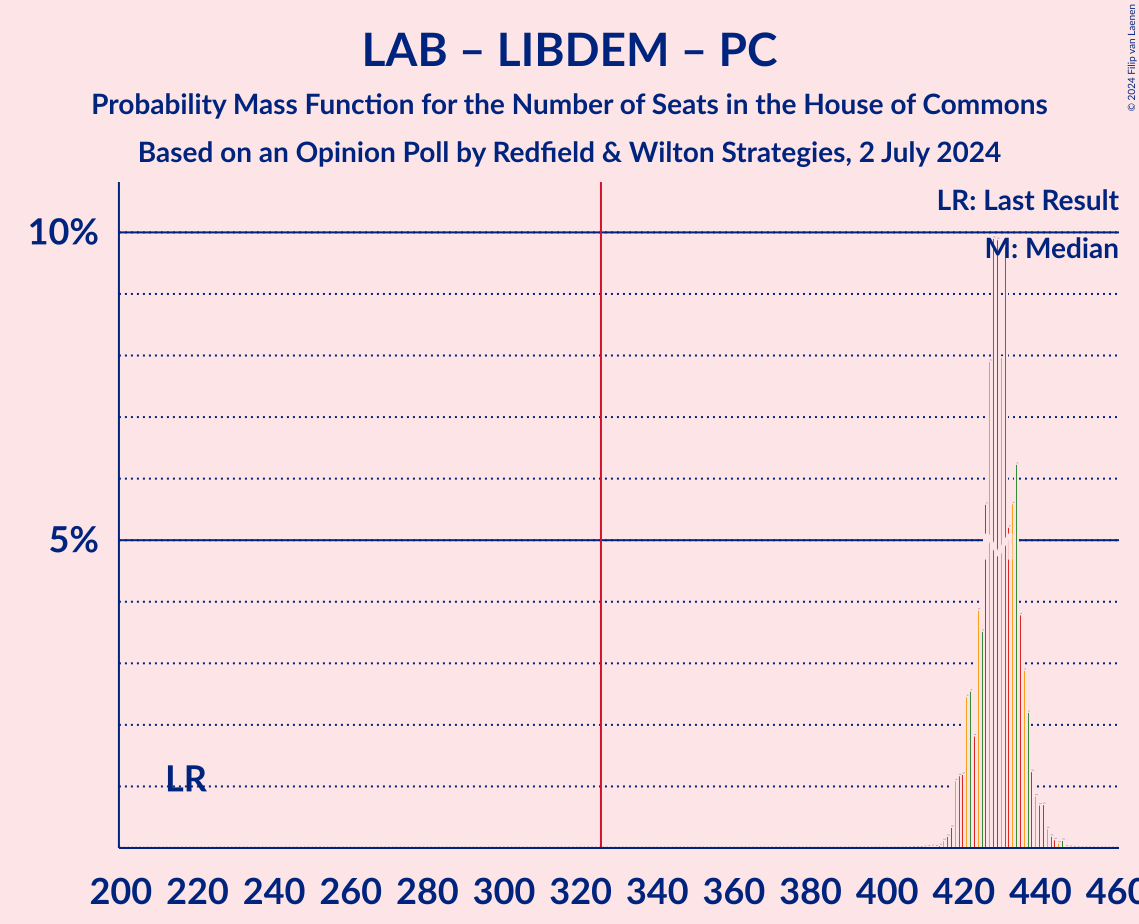 LAB – LIBDEM – PC
Probability Mass Function for the Number of Seats in the House of Commons
Based on an Opinion Poll by Redfield & Wilton Strategies, 2 July 2024
© 2024 Filip van Laenen
LR: Last Result
M: Median
10%
5%
LR
200 220 240 260 280 300 320 340 360 380 400 420 440 460